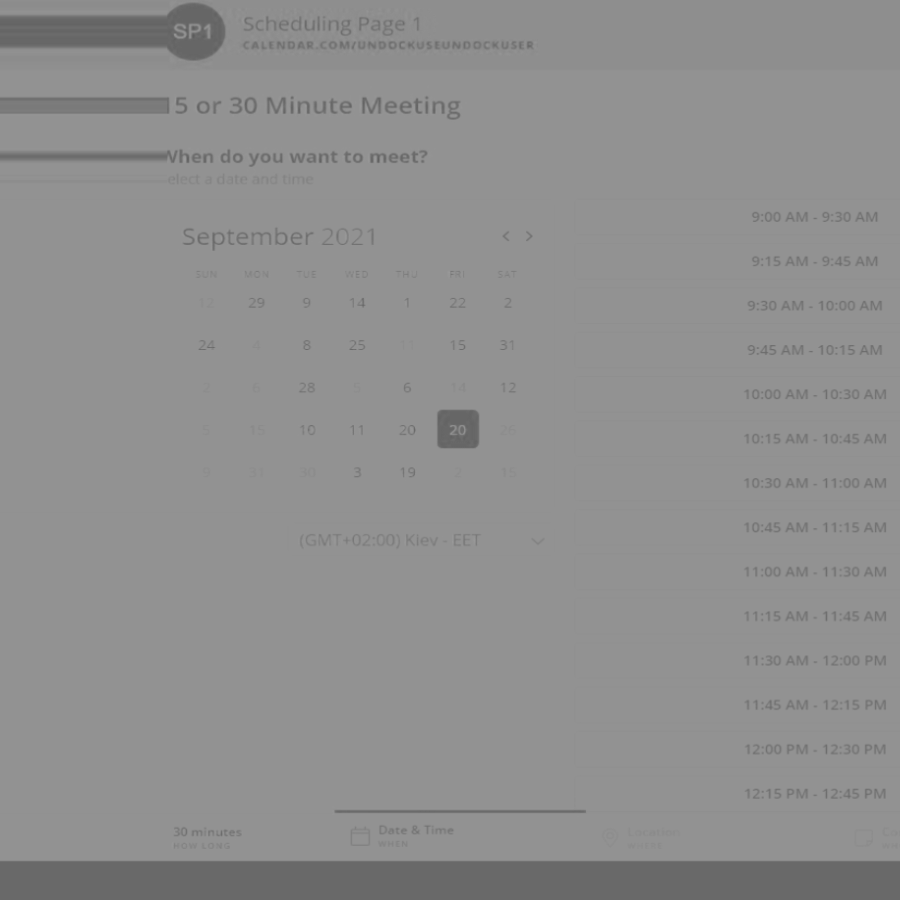 SP1
Scheduling Page 1
CALENDAR.COM/UNDOCKUSEUNDOCKUSER
5 or 30 Minute Meeting
When do you want to meet?
elect a date and time
September 2021
SUN MON TUE WED THU FRI SAT
12 29 9 14 1 22 2
24 4 8 25 11 15 31
2 6 28 5 6 14 12
5 15 10 11 20 20 26
9 31 30 3 19 2 15
(GMT+02:00) Kiev - EET
9:00 AM - 9:30 AM
9:15 AM - 9:45 AM
9:30 AM - 10:00 AM
9:45 AM - 10:15 AM
10:00 AM - 10:30 AM
10:15 AM - 10:45 AM
10:30 AM - 11:00 AM
10:45 AM - 11:15 AM
11:00 AM - 11:30 AM
11:15 AM - 11:45 AM
11:30 AM - 12:00 PM
11:45 AM - 12:15 PM
12:00 PM - 12:30 PM
12:15 PM - 12:45 PM
30 minutes
HOW LONG
Date & Time
WHEN
Location
WHERE